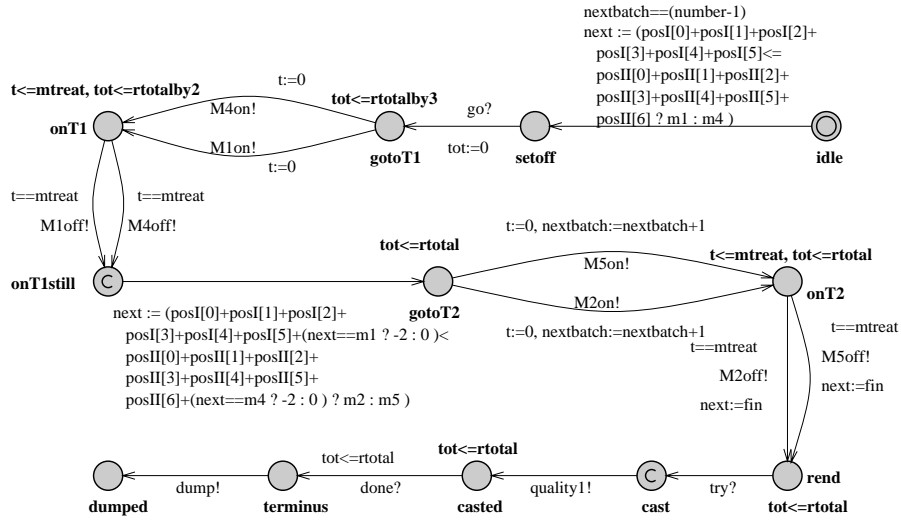 nextbatch==(number-1)
next := (posI[0]+posI[1]+posI[2]+
posI[3]+posI[4]+posI[5]<=
posII[0]+posII[1]+posII[2]+
posII[3]+posII[4]+posII[5]+
posII[6] ? m1 : m4 )
t<=mtreat, tot<=rtotalby2
t:=0
tot<=rtotalby3
M4on!
go?
onT1
M1on!
t:=0
gotoT1
tot:=0
setoff
idle
t==mtreat
t==mtreat
M1off!
M4off!
tot<=rtotal
t:=0, nextbatch:=nextbatch+1
t<=mtreat, tot<=rtotal
M5on!
C
onT1still
M2on!
onT2
gotoT2
t:=0, nextbatch:=nextbatch+1
next := (posI[0]+posI[1]+posI[2]+
posI[3]+posI[4]+posI[5]+(next==m1 ? -2 : 0 )<
posII[0]+posII[1]+posII[2]+
posII[3]+posII[4]+posII[5]+
posII[6]+(next==m4 ? -2 : 0 ) ? m2 : m5 )
t==mtreat
M5off!
next:=fin
t==mtreat
M2off!
next:=fin
tot<=rtotal
tot<=rtotal
dump!
done?
quality1!
C
try?
rend
dumped
terminus
casted
cast
tot<=rtotal